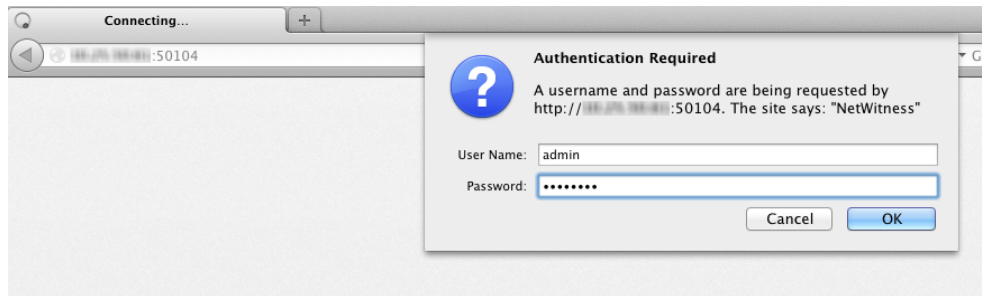 Connecting...
:50104
G
Authentication Required
A username and password are being requested by
http:// :50104. The site says: "NetWitness"
User Name: admin
Password: ••••••••
Cancel OK